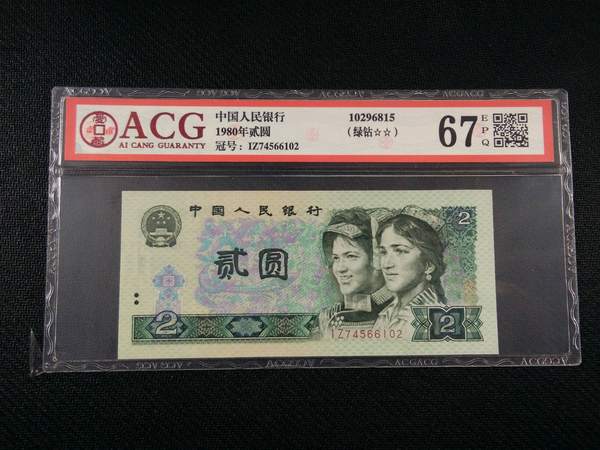 ACG
AI CANG GUARANTY
中国人民银行
1980年贰圆
冠号：IZ74566102
10296815
（绿钻☆☆）
67
EPQ
中国人民银行
贰圆
2
2
2
IZ74566102
ACGACG